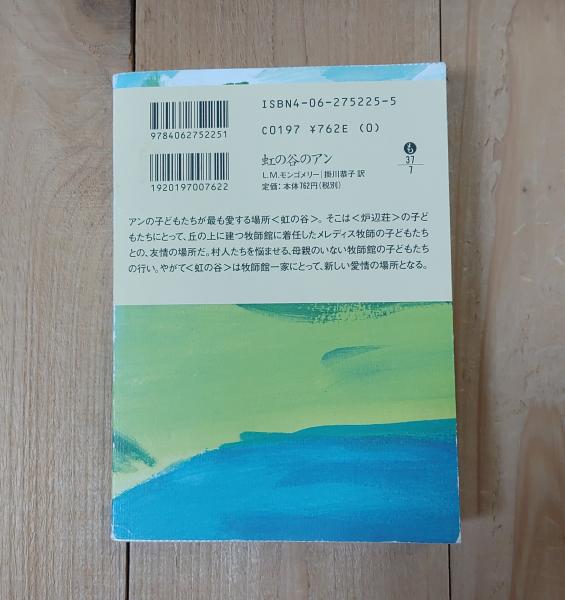 ISBN4-06-275225-5
C0197 ¥762E (0)
9784062752251
虹の谷のアン
L.M.モンゴメリー|掛川恭子 訳
定価:本体762円(税別)
1920197007622
も
37
7
アンの子どもたちが最も愛する場所<虹の谷>。そこは<炉辺荘>の子ど
もたちにとって、丘の上に建つ牧師館に着任したメレディス牧師の子どもたち
との、友情の場所だ。村人たちを悩ませる、母親のいない牧師館の子どもたち
の行い。やがて<虹の谷>は牧師館一家にとって、新しい愛情の場所となる。